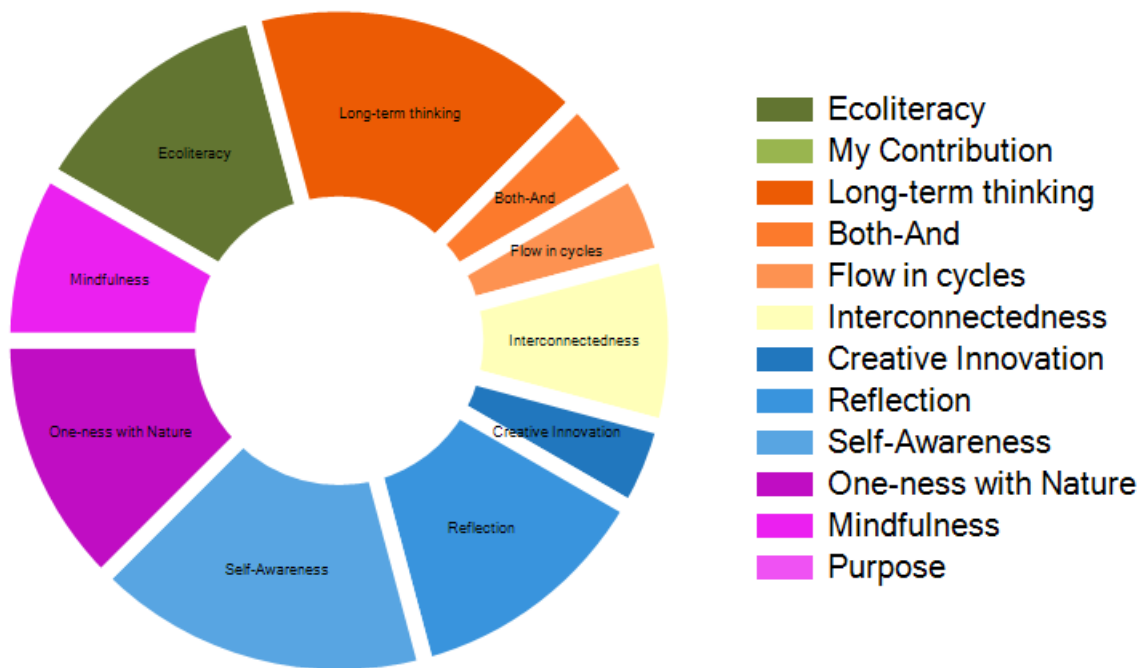 Long-term thinking
Ecoliteracy
Both-And
Flow in cycles
Mindfulness
Interconnectedness
One-ness with Nature
Creative Innovation
Reflection
Self-Awareness
Ecoliteracy
My Contribution
Long-term thinking
Both-And
Flow in cycles
Interconnectedness
Creative Innovation
Reflection
Self-Awareness
One-ness with Nature
Mindfulness
Purpose